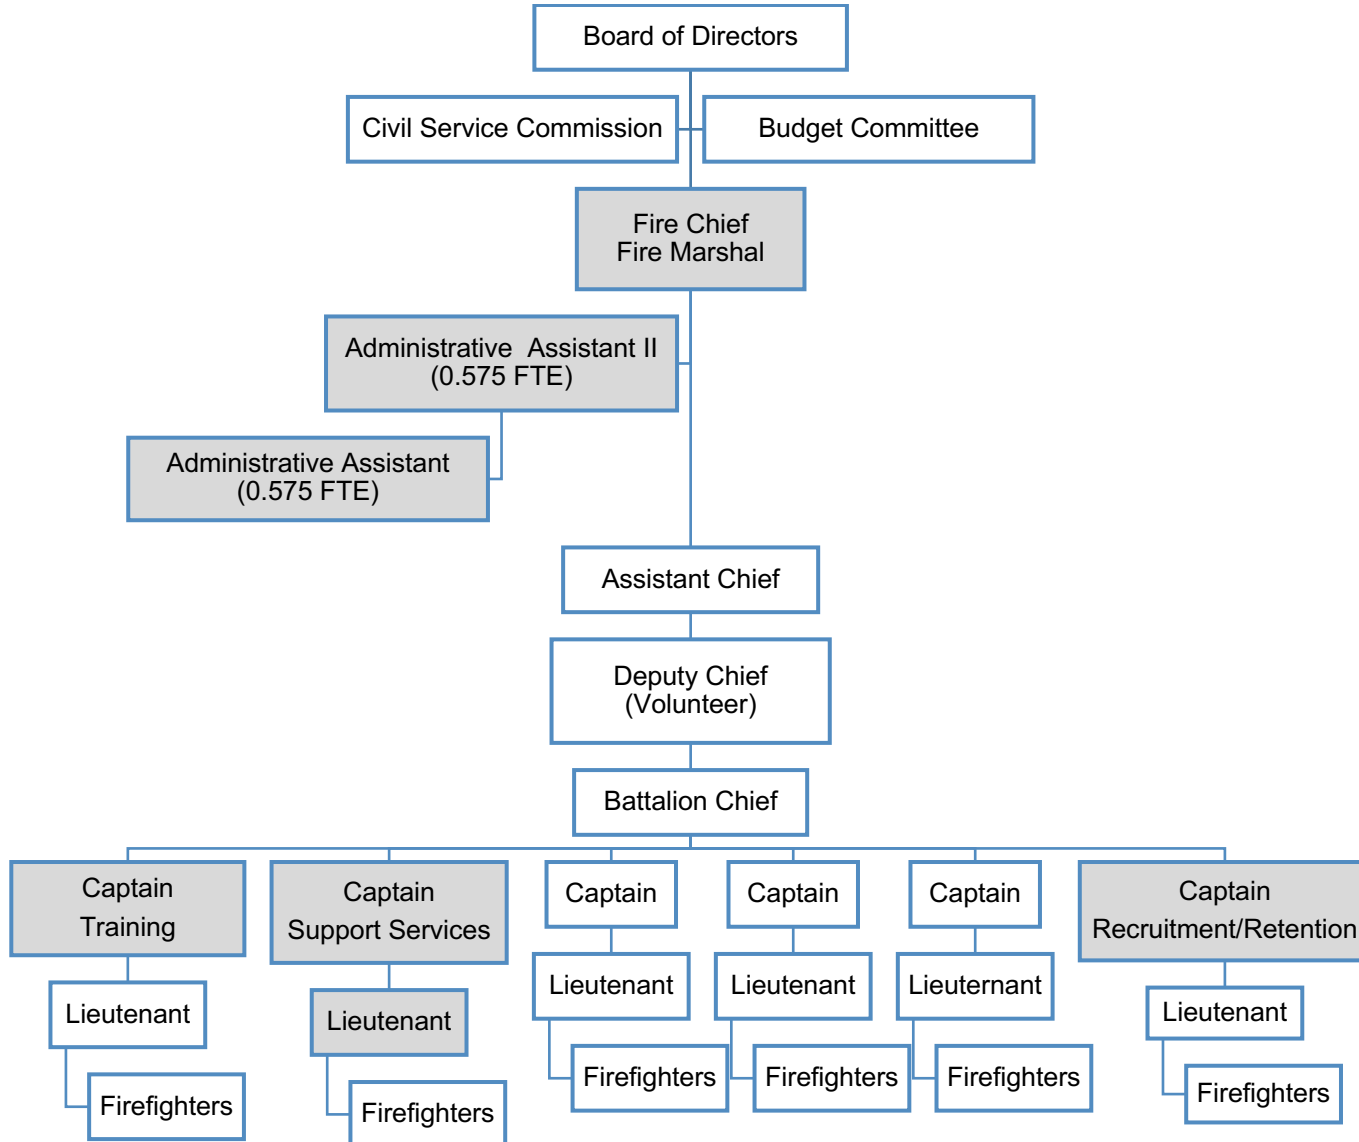 Board of Directors
Civil Service Commission
Budget Committee
Fire Chief
Fire Marshal
Administrative  Assistant II
(0.575 FTE)
Administrative Assistant
(0.575 FTE)
Assistant Chief
Deputy Chief
(Volunteer)
Battalion Chief
Captain
Training
Captain
Support Services
Captain
Captain
Captain
Captain
Recruitment/Retention
Lieutenant
Lieutenant
Lieutenant
Lieutenant
Lieuternant
Lieutenant
Firefighters
Firefighters
Firefighters
Firefighters
Firefighters
Firefighters